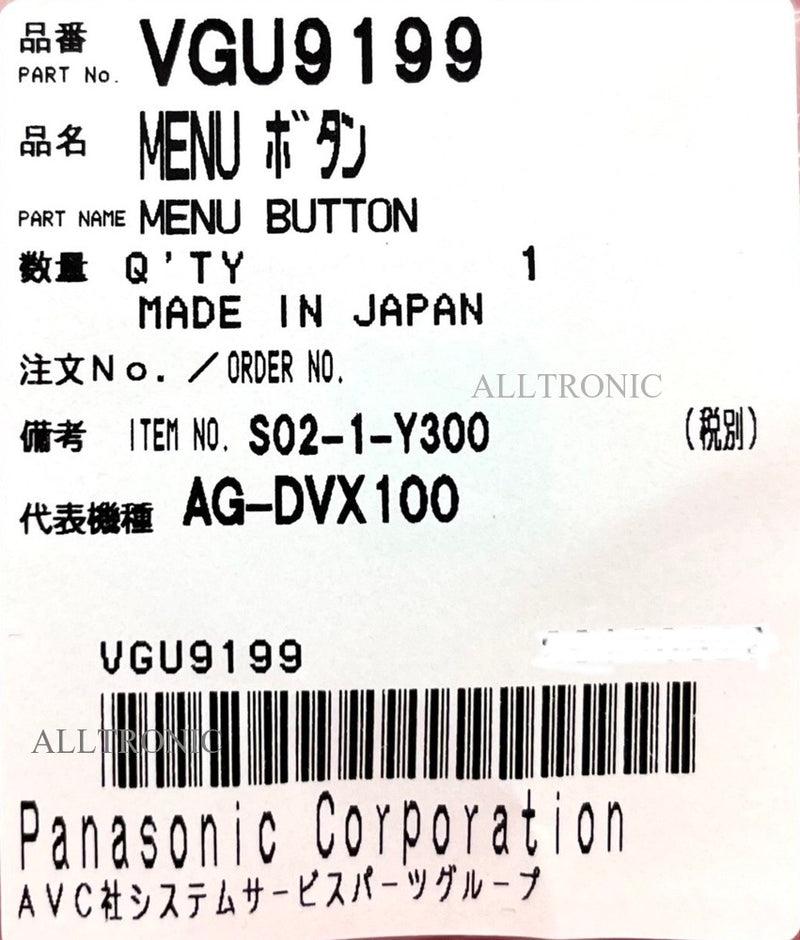 品番
PART No. VGU9199
品名 MENU ボタン
PART NAME MENU BUTTON
数量 Q'TY 1
MADE IN JAPAN
注文No.／ORDER NO.
ALLTRONIC
備考 ITEM NO. S02-1-Y300 (税別)
代表機種 AG-DVX100
VGU9199
ALLTRONIC
Panasonic Corporation
AVC社システムサービスパーツグループ